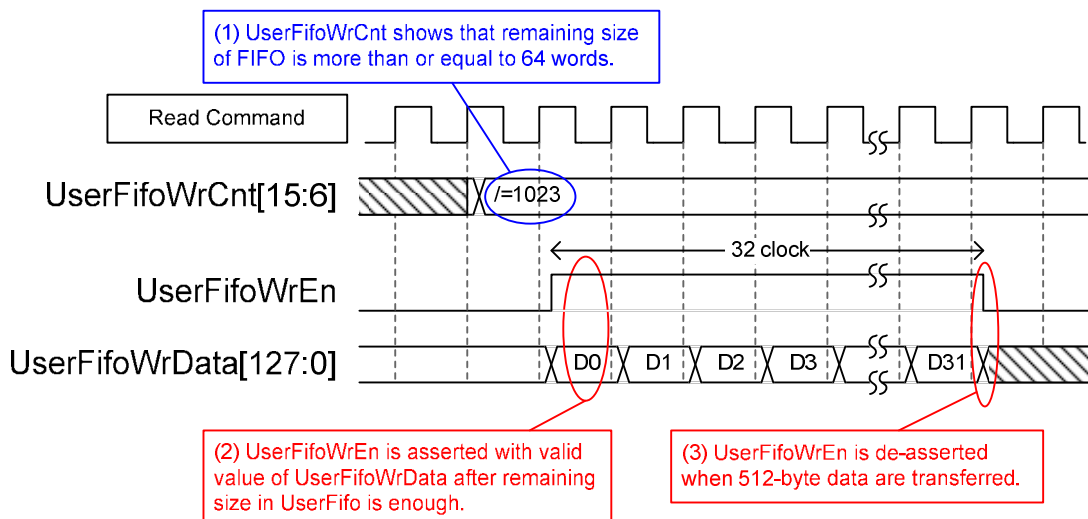 (1) UserFifoWrCnt shows that remaining size
of FIFO is more than or equal to 64 words.
Read Command
UserFifoWrCnt[15:6]
/=1023
32 clock
UserFifoWrEn
UserFifoWrData[127:0]
D0
D1
D2
D3
D31
(2) UserFifoWrEn is asserted with valid
value of UserFifoWrData after remaining
size in UserFifo is enough.
(3) UserFifoWrEn is de-asserted
when 512-byte data are transferred.